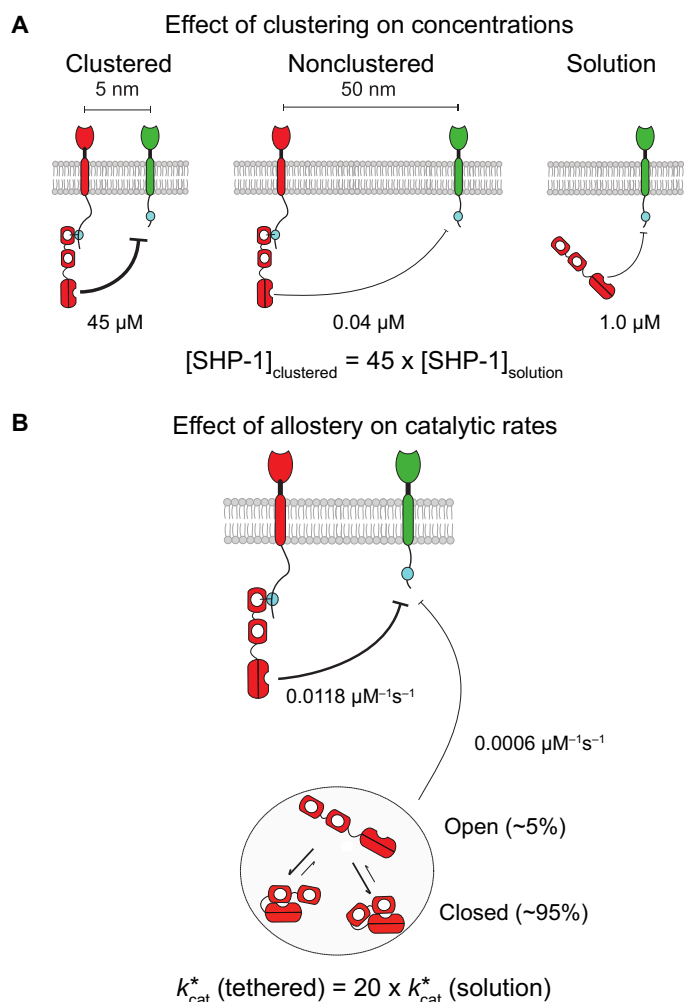 A
Effect of clustering on concentrations
Clustered
Nonclustered
Solution
5 nm
50 nm
45 µM
0.04 µM
1.0 µM
[SHP-1]clustered = 45 x [SHP-1]solution
B
Effect of allostery on catalytic rates
0.0118 µM⁻¹s⁻¹
0.0006 µM⁻¹s⁻¹
Open (~5%)
Closed (~95%)
k*cat (tethered) = 20 x k*cat (solution)